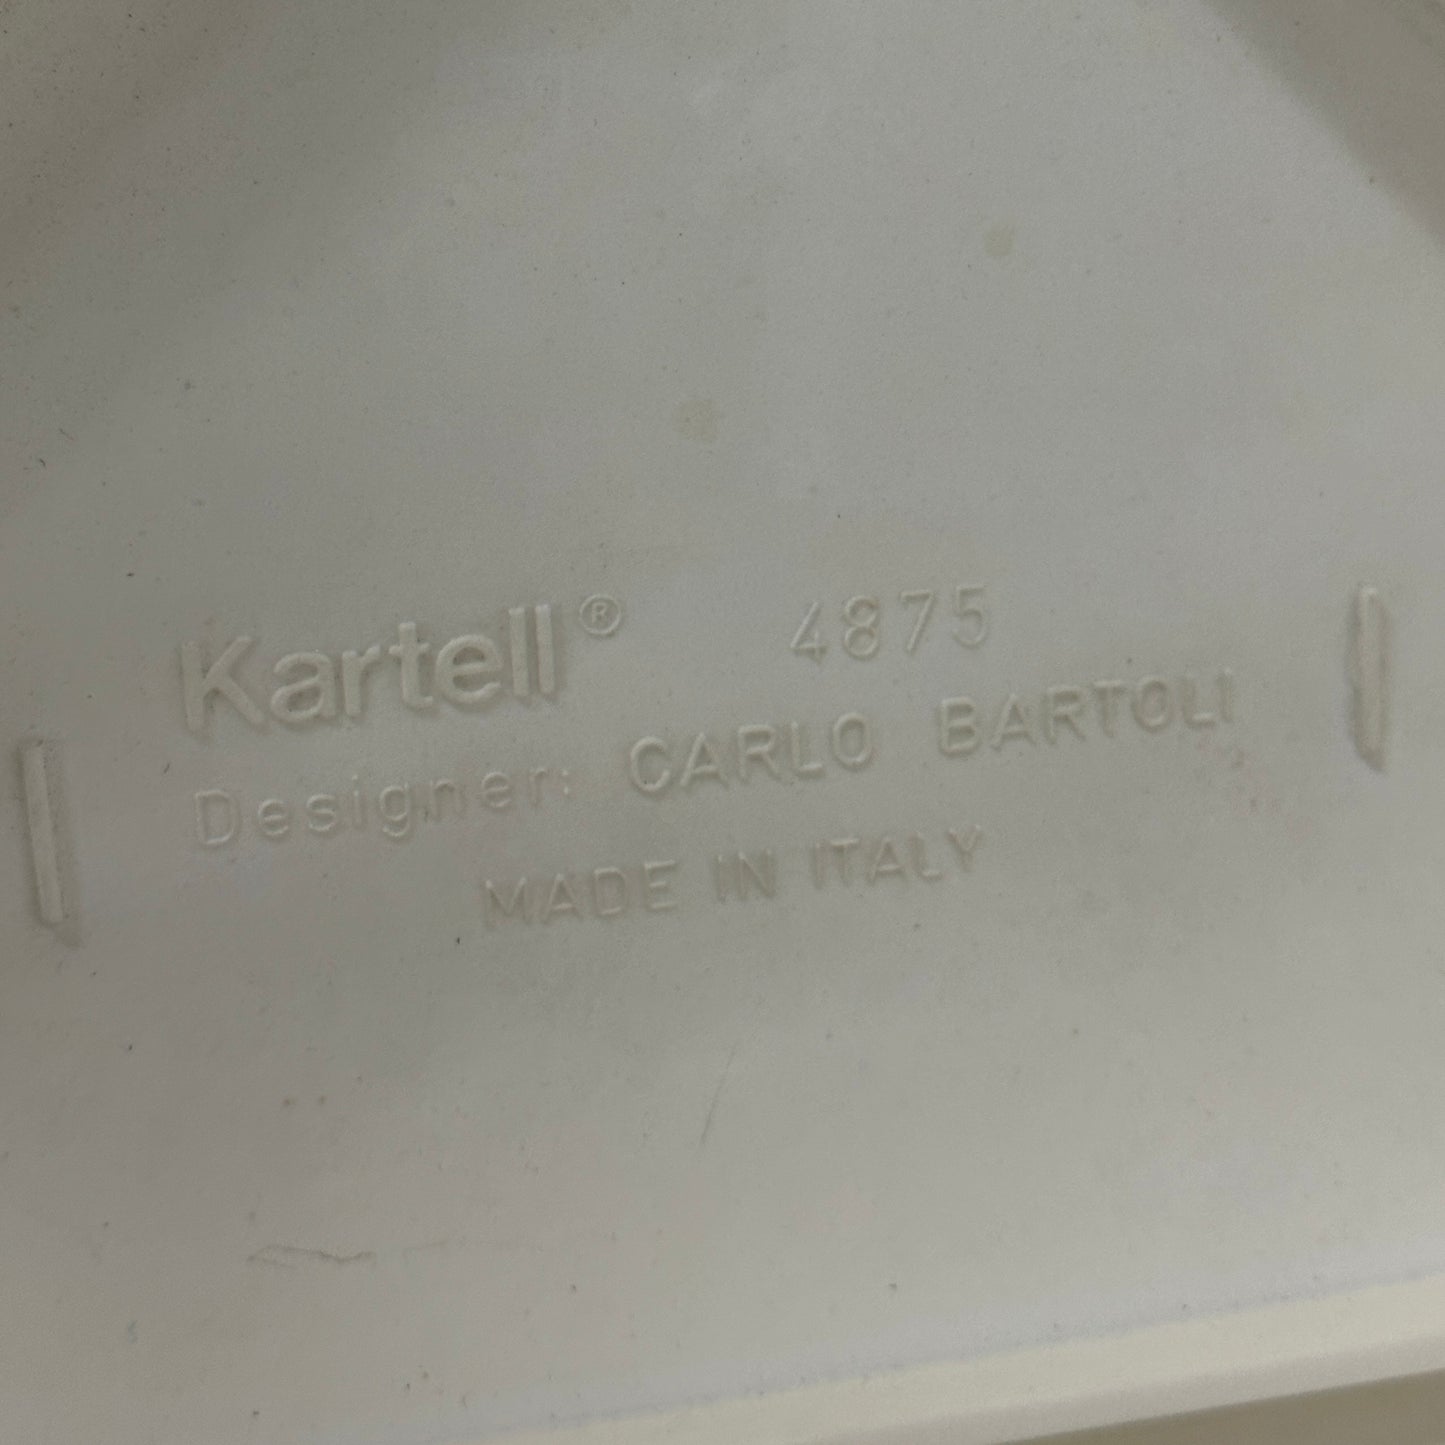 Kartell® 4875
Designer: CARLO BARTOLI
MADE IN ITALY